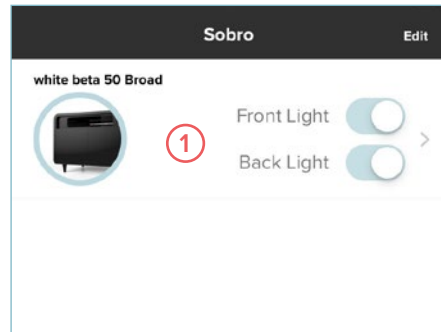 Sobro
Edit
white beta 50 Broad
Front Light
1
Back Light